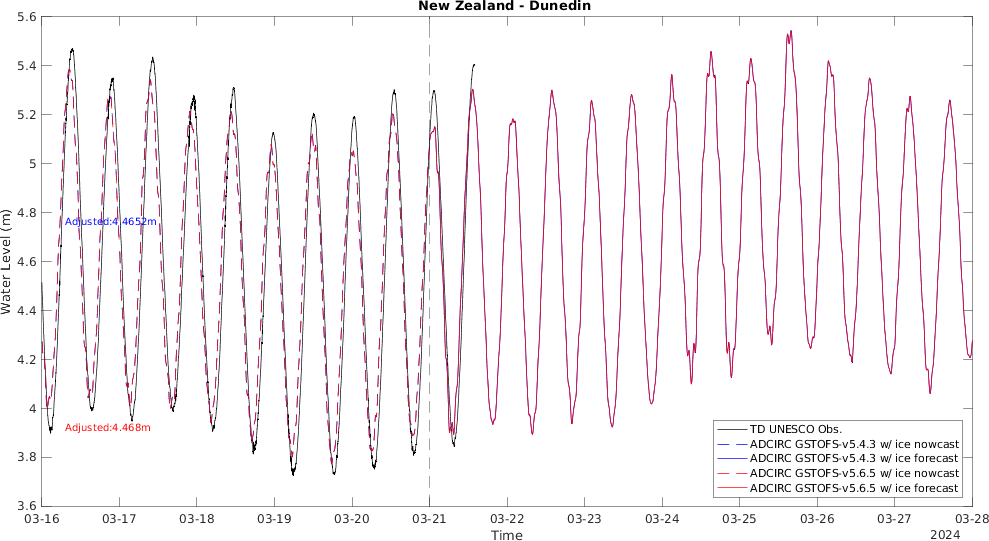 New Zealand - Dunedin
5.6
5.4
5.2
5
4.8
4.6
4.4
4.2
4
3.8
3.6
Water Level (m)
Adjusted:4.4652m
Adjusted:4.468m
TD UNESCO Obs.
ADCIRC GSTOFS-v5.4.3 w/ ice nowcast
ADCIRC GSTOFS-v5.4.3 w/ ice forecast
ADCIRC GSTOFS-v5.6.5 w/ ice nowcast
ADCIRC GSTOFS-v5.6.5 w/ ice forecast
03-16 03-17 03-18 03-19 03-20 03-21 03-22 03-23 03-24 03-25 03-26 03-27 03-28
Time
2024